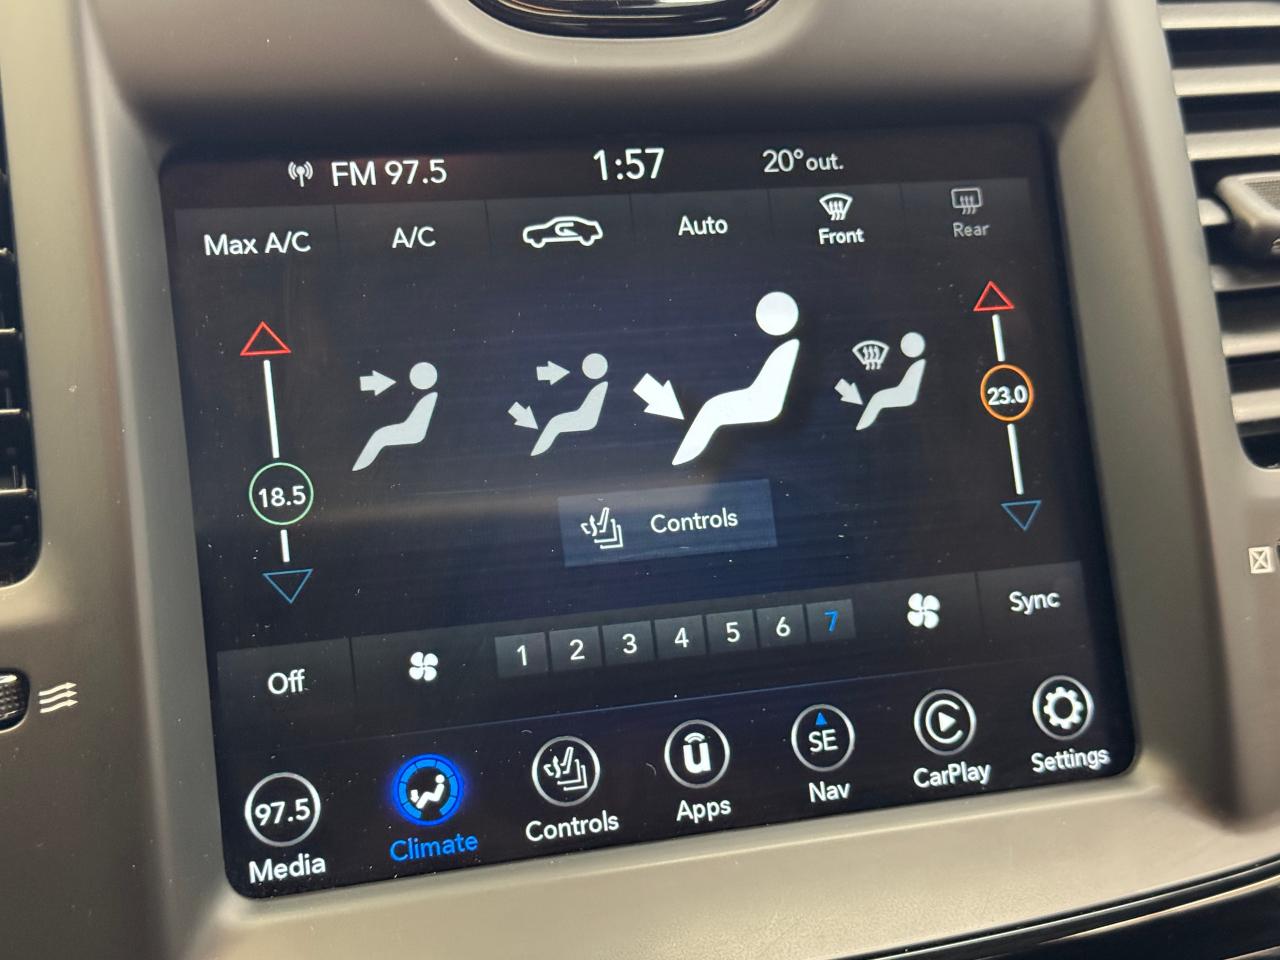 FM 97.5 1:57 20° out.
Max A/C A/C Auto Front Rear
23.0
18.5
Controls
Off 1 2 3 4 5 6 7 Sync
97.5 SE
Media Climate Controls Apps Nav CarPlay Settings